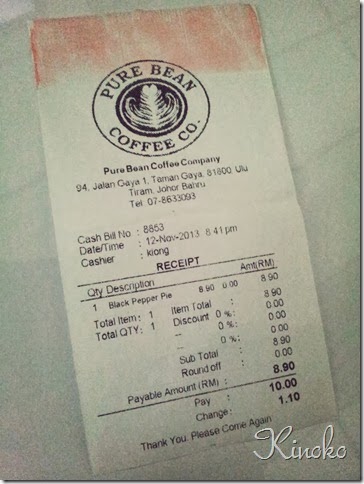 PURE BEAN
COFFEE CO.
Pure Bean Coffee Company
94, Jalan Gaya 1, Taman Gaya, 81800, Ulu
Tiram, Johor Bahru
Tel. 07-8633093
Cash Bill No : 8853
Date/Time : 12-Nov-2013 8:41 pm
Cashier : kiong
RECEIPT
Qty Description Amt(RM)
1 Black Pepper Pie 8.90 0.00 8.90
Total Item : 1 Item Total : 8.90
Total QTY : 1 Discount 0 % : 0.00
... 0 % : 0.00
... 0 % : 0.00
Sub Total : 8.90
Round off : 0.00
Payable Amount (RM) : 8.90
Pay : 10.00
Change : 1.10
Thank You. Please Come Again
Kinoko